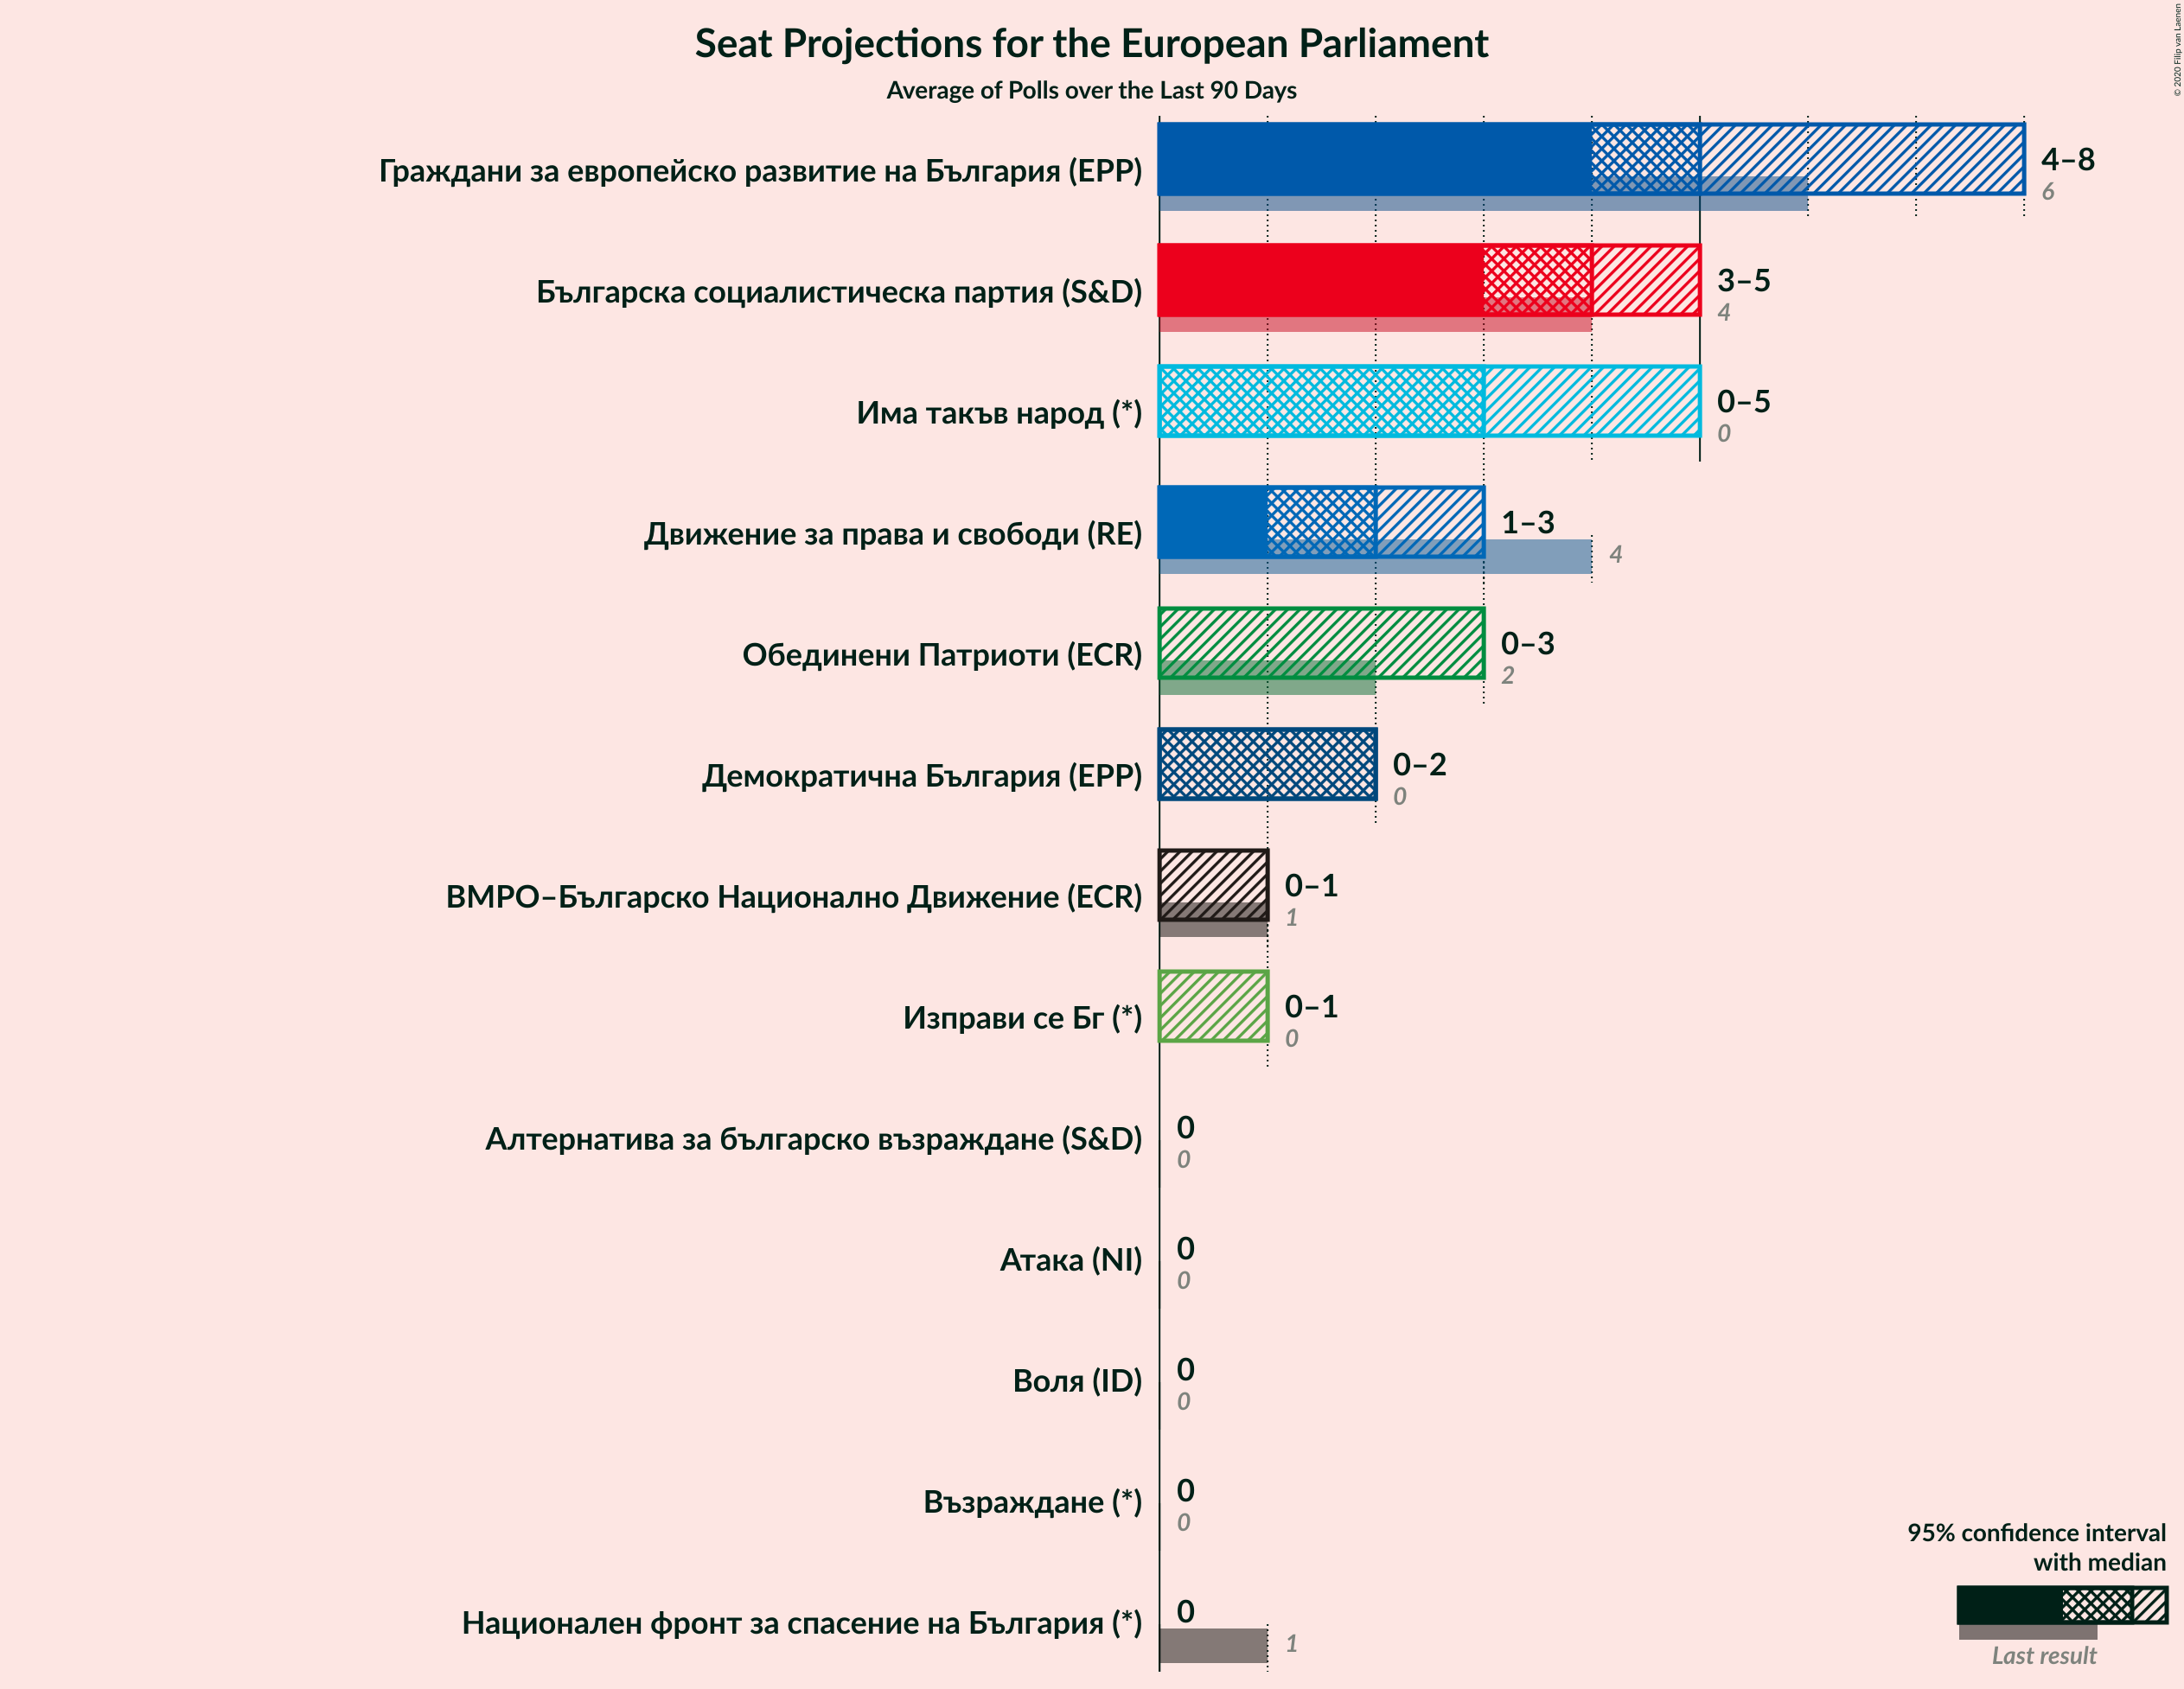 Seat Projections for the European Parliament
Average of Polls over the Last 90 Days
© 2020 Filip van Laenen
Граждани за европейско развитие на България (EPP)
4–8
6
Българска социалистическа партия (S&D)
3–5
4
Има такъв народ (*)
0–5
0
Движение за права и свободи (RE)
1–3
4
Обединени Патриоти (ECR)
0–3
2
Демократична България (EPP)
0–2
0
ВМРО–Българско Национално Движение (ECR)
0–1
1
Изправи се Бг (*)
0–1
0
Алтернатива за българско възраждане (S&D)
0
0
Атака (NI)
0
0
Воля (ID)
0
0
Възраждане (*)
0
0
Национален фронт за спасение на България (*)
0
1
95% confidence interval
with median
Last result